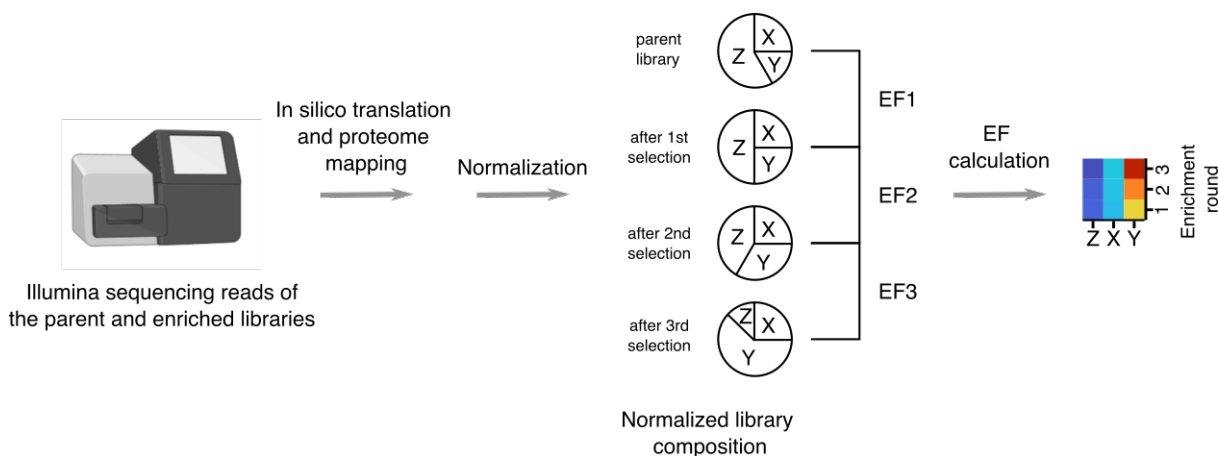 Illumina sequencing reads of
the parent and enriched libraries
In silico translation
and proteome
mapping
Normalization
parent
library
X
Z
Y
after 1st
selection
X
Z
Y
after 2nd
selection
Z
X
Y
after 3rd
selection
Z
X
Y
Normalized library
composition
EF1
EF2
EF3
EF
calculation
3
2
1
Z X Y
Enrichment
round